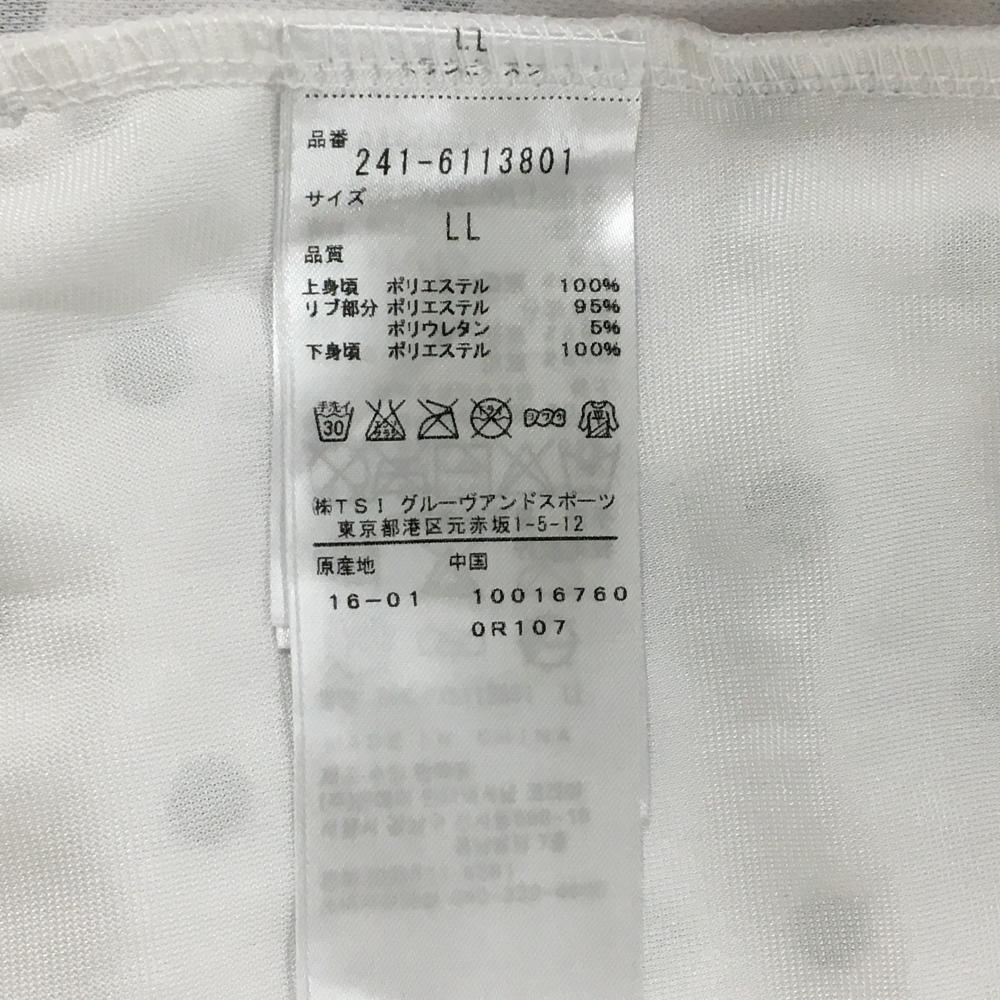 LL
品番
241-6113801
サイズ
LL
品質
上身頃 ポリエステル 100%
リブ部分 ポリエステル 95%
ポリウレタン 5%
下身頃 ポリエステル 100%
手洗イ
30
ドライ
平
㈱TSI グルーヴアンドスポーツ
東京都港区元赤坂1-5-12
原産地 中国
16-01 10016760
0R107